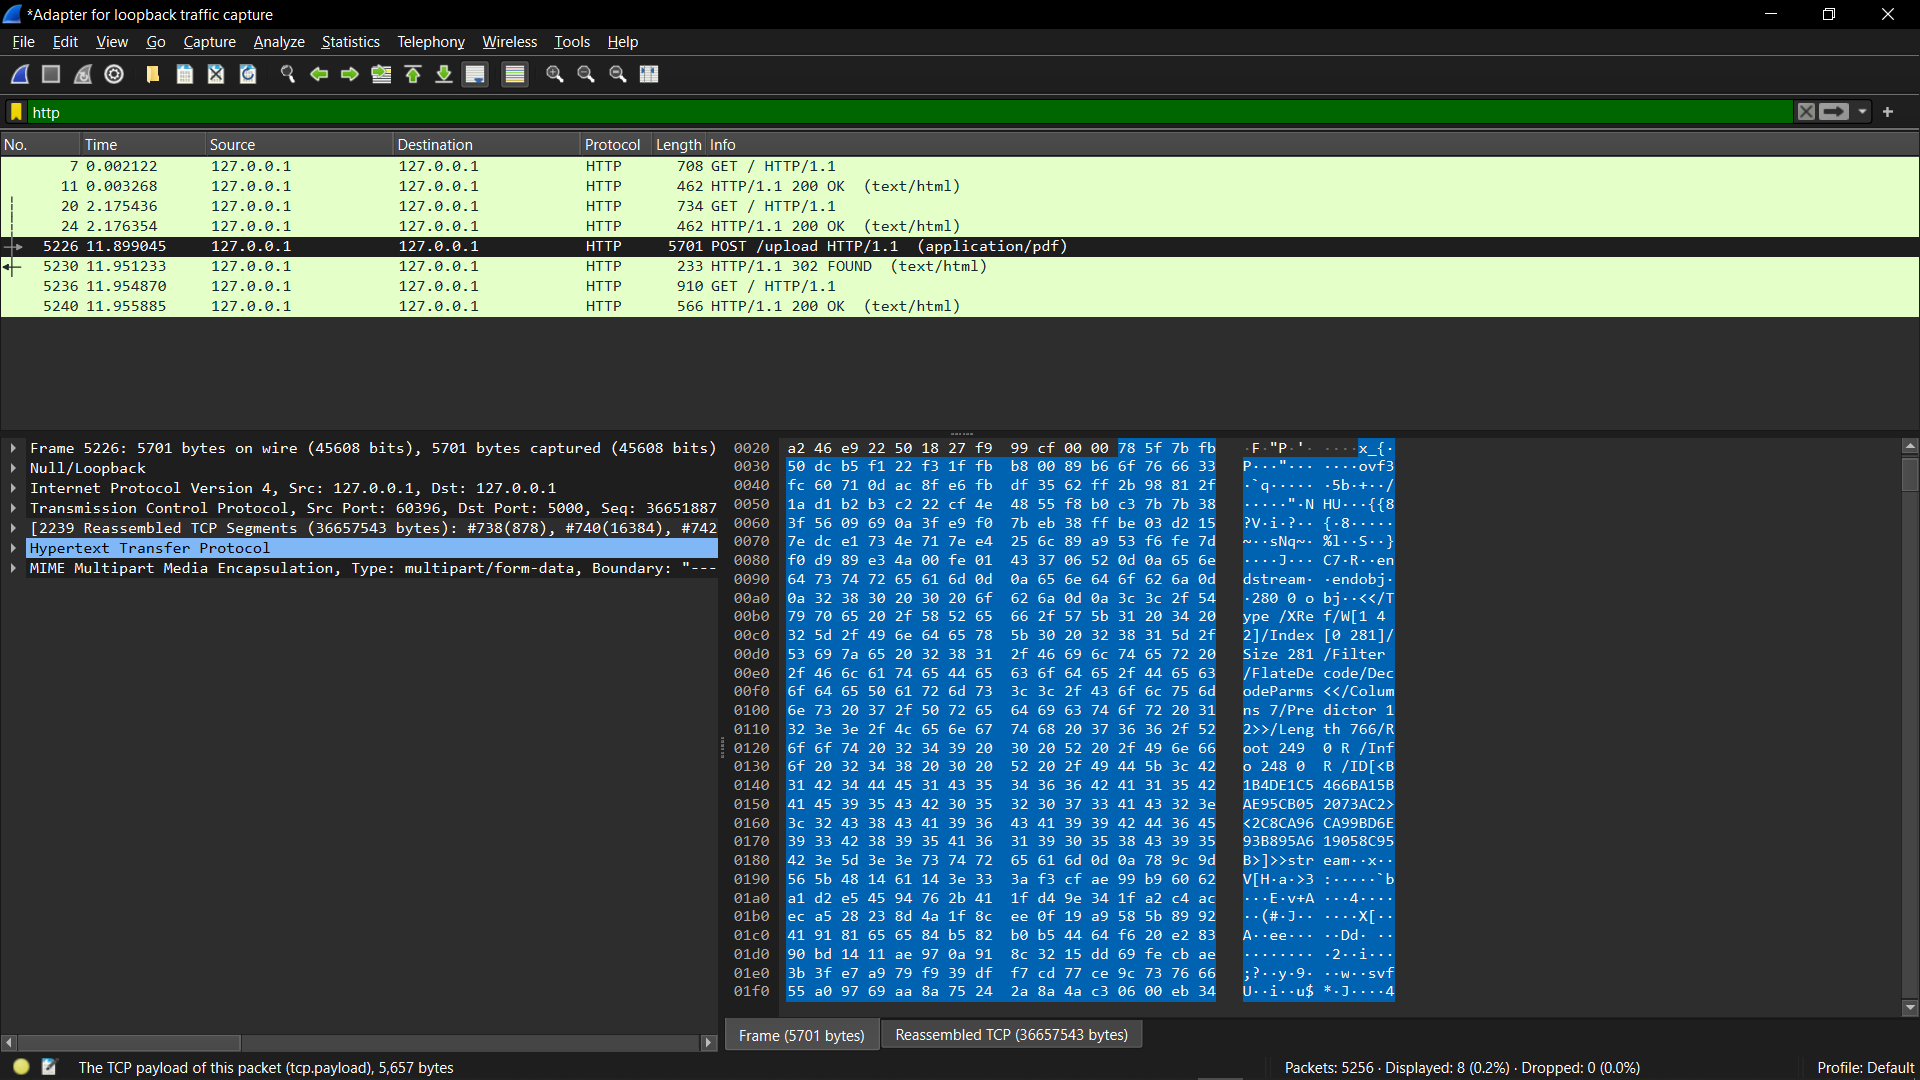 *Adapter for loopback traffic capture
File Edit View Go Capture Analyze Statistics Telephony Wireless Tools Help
http
No. Time Source Destination Protocol Length Info
7 0.002122 127.0.0.1 127.0.0.1 HTTP 708 GET / HTTP/1.1
11 0.003268 127.0.0.1 127.0.0.1 HTTP 462 HTTP/1.1 200 OK (text/html)
20 2.175436 127.0.0.1 127.0.0.1 HTTP 734 GET / HTTP/1.1
24 2.176354 127.0.0.1 127.0.0.1 HTTP 462 HTTP/1.1 200 OK (text/html)
5226 11.899045 127.0.0.1 127.0.0.1 HTTP 5701 POST /upload HTTP/1.1 (application/pdf)
5230 11.951233 127.0.0.1 127.0.0.1 HTTP 233 HTTP/1.1 302 FOUND (text/html)
5236 11.954870 127.0.0.1 127.0.0.1 HTTP 910 GET / HTTP/1.1
5240 11.955885 127.0.0.1 127.0.0.1 HTTP 566 HTTP/1.1 200 OK (text/html)
Frame 5226: 5701 bytes on wire (45608 bits), 5701 bytes captured (45608 bits)
Null/Loopback
Internet Protocol Version 4, Src: 127.0.0.1, Dst: 127.0.0.1
Transmission Control Protocol, Src Port: 60396, Dst Port: 5000, Seq: 36651887
[2239 Reassembled TCP Segments (36657543 bytes): #738(878), #740(16384), #742
Hypertext Transfer Protocol
MIME Multipart Media Encapsulation, Type: multipart/form-data, Boundary: "---
0020 a2 46 e9 22 50 18 27 f9 99 cf 00 00 78 5f 7b fb ·F·"P·'· ····x_{·
0030 50 dc b5 f1 22 f3 1f fb b8 00 89 b6 6f 76 66 33 P···"··· ····ovf3
0040 fc 60 71 0d ac 8f e6 fb df 35 62 ff 2b 98 81 2f ·`q····· ·5b·+··/
0050 1a d1 b2 b3 c2 22 cf 4e 48 55 f8 b0 c3 7b 7b 38 ·····"·N HU···{{8
0060 3f 56 09 69 0a 3f e9 f0 7b eb 38 ff be 03 d2 15 ?V·i·?·· {·8·····
0070 7e dc e1 73 4e 71 7e e4 25 6c 89 a9 53 f6 fe 7d ~··sNq~· %l··S··}
0080 f0 d9 89 e3 4a 00 fe 01 43 37 06 52 0d 0a 65 6e ····J··· C7·R··en
0090 64 73 74 72 65 61 6d 0d 0a 65 6e 64 6f 62 6a 0d dstream· ·endobj·
00a0 0a 32 38 30 20 30 20 6f 62 6a 0d 0a 3c 3c 2f 54 ·280 0 o bj··<</T
00b0 79 70 65 20 2f 58 52 65 66 2f 57 5b 31 20 34 20 ype /XRe f/W[1 4
00c0 32 5d 2f 49 6e 64 65 78 5b 30 20 32 38 31 5d 2f 2]/Index [0 281]/
00d0 53 69 7a 65 20 32 38 31 2f 46 69 6c 74 65 72 20 Size 281 /Filter
00e0 2f 46 6c 61 74 65 44 65 63 6f 64 65 2f 44 65 63 /FlateDe code/Dec
00f0 6f 64 65 50 61 72 6d 73 3c 3c 2f 43 6f 6c 75 6d odeParms <</Colum
0100 6e 73 20 37 2f 50 72 65 64 69 63 74 6f 72 20 31 ns 7/Pre dictor 1
0110 32 3e 3e 2f 4c 65 6e 67 74 68 20 37 36 36 2f 52 2>>/Leng th 766/R
0120 6f 6f 74 20 32 34 39 20 30 20 52 20 2f 49 6e 66 oot 249 0 R /Inf
0130 6f 20 32 34 38 20 30 20 52 20 2f 49 44 5b 3c 42 o 248 0 R /ID[<B
0140 31 42 34 44 45 31 43 35 34 36 36 42 41 31 35 42 1B4DE1C5 466BA15B
0150 41 45 39 35 43 42 30 35 32 30 37 33 41 43 32 3e AE95CB05 2073AC2>
0160 3c 32 43 38 43 41 39 36 43 41 39 39 42 44 36 45 <2C8CA96 CA99BD6E
0170 39 33 42 38 39 35 41 36 31 39 30 35 38 43 39 35 93B895A6 19058C95
0180 42 3e 5d 3e 3e 73 74 72 65 61 6d 0d 0a 78 9c 9d B>]>>str eam··x··
0190 56 5b 48 14 61 14 3e 33 3a f3 cf ae 99 b9 60 62 V[H·a·>3 :·····`b
01a0 a1 d2 e5 45 94 76 2b 41 1f d4 9e 34 1f a2 c4 ac ···E·v+A ···4····
01b0 ec a5 28 23 8d 4a 1f 8c ee 0f 19 a9 58 5b 89 92 ··(#·J·· ····X[··
01c0 41 91 81 65 65 84 b5 82 b0 b5 44 64 f6 20 e2 83 A··ee··· ··Dd· ··
01d0 90 bd 14 11 ae 97 0a 91 8c 32 15 dd 69 fe cb ae ········ ·2··i···
01e0 3b 3f e7 a9 79 f9 39 df f7 cd 77 ce 9c 73 76 66 ;?··y·9· ··w··svf
01f0 55 a0 97 69 aa 8a 75 24 2a 8a 4a c3 06 00 eb 34 U··i··u$ *·J····4
Frame (5701 bytes) Reassembled TCP (36657543 bytes)
The TCP payload of this packet (tcp.payload), 5,657 bytes Packets: 5256 · Displayed: 8 (0.2%) · Dropped: 0 (0.0%) Profile: Default